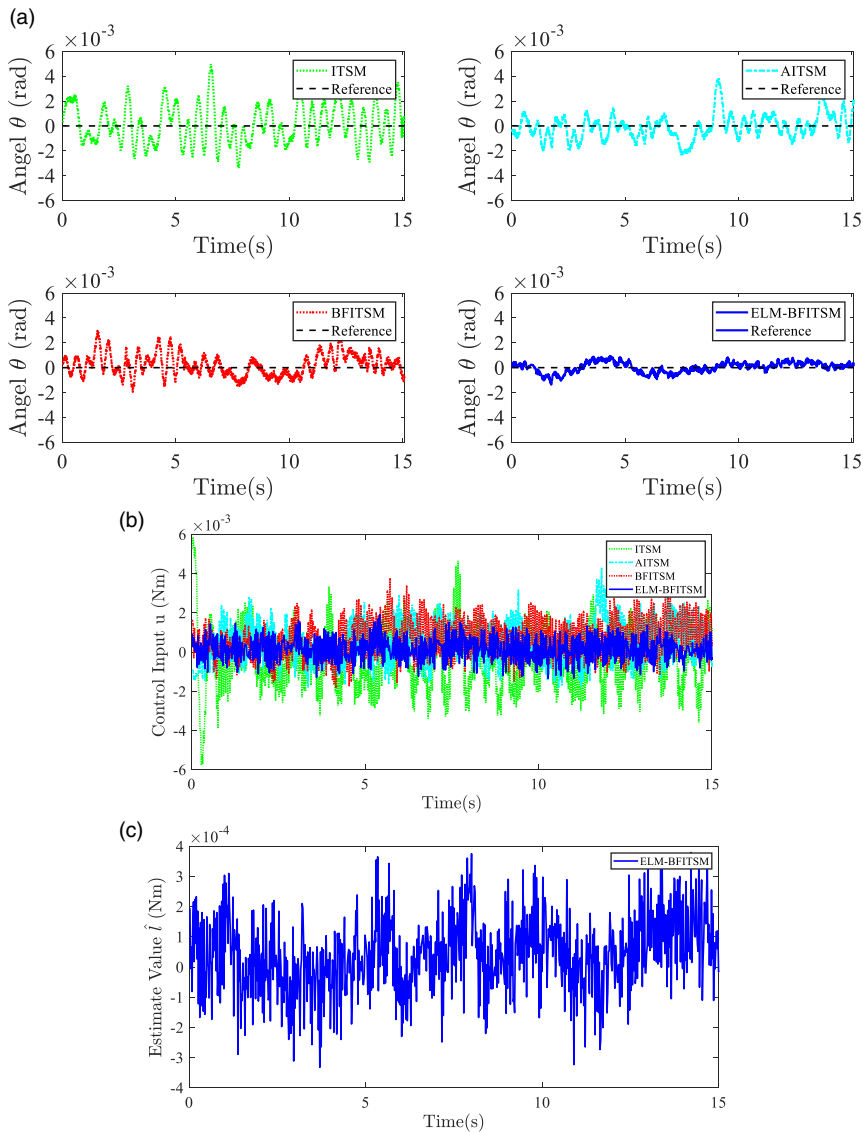 (a)
×10⁻³
6
4
2
0
-2
-4
-6
Angel θ (rad)
0 5 10 15
Time(s)
ITSM
Reference
×10⁻³
6
4
2
0
-2
-4
-6
Angel θ (rad)
0 5 10 15
Time(s)
AITSM
Reference
×10⁻³
6
4
2
0
-2
-4
-6
Angel θ (rad)
0 5 10 15
Time(s)
BFITSM
Reference
×10⁻³
6
4
2
0
-2
-4
-6
Angel θ (rad)
0 5 10 15
Time(s)
ELM-BFITSM
Reference
(b)
×10⁻³
6
4
2
0
-2
-4
-6
Control Input u (Nm)
0 5 10 15
Time(s)
ITSM
AITSM
BFITSM
ELM-BFITSM
(c)
×10⁻⁴
4
3
2
1
0
-1
-2
-3
-4
Estimate Value l̂ (Nm)
0 5 10 15
Time(s)
ELM-BFITSM